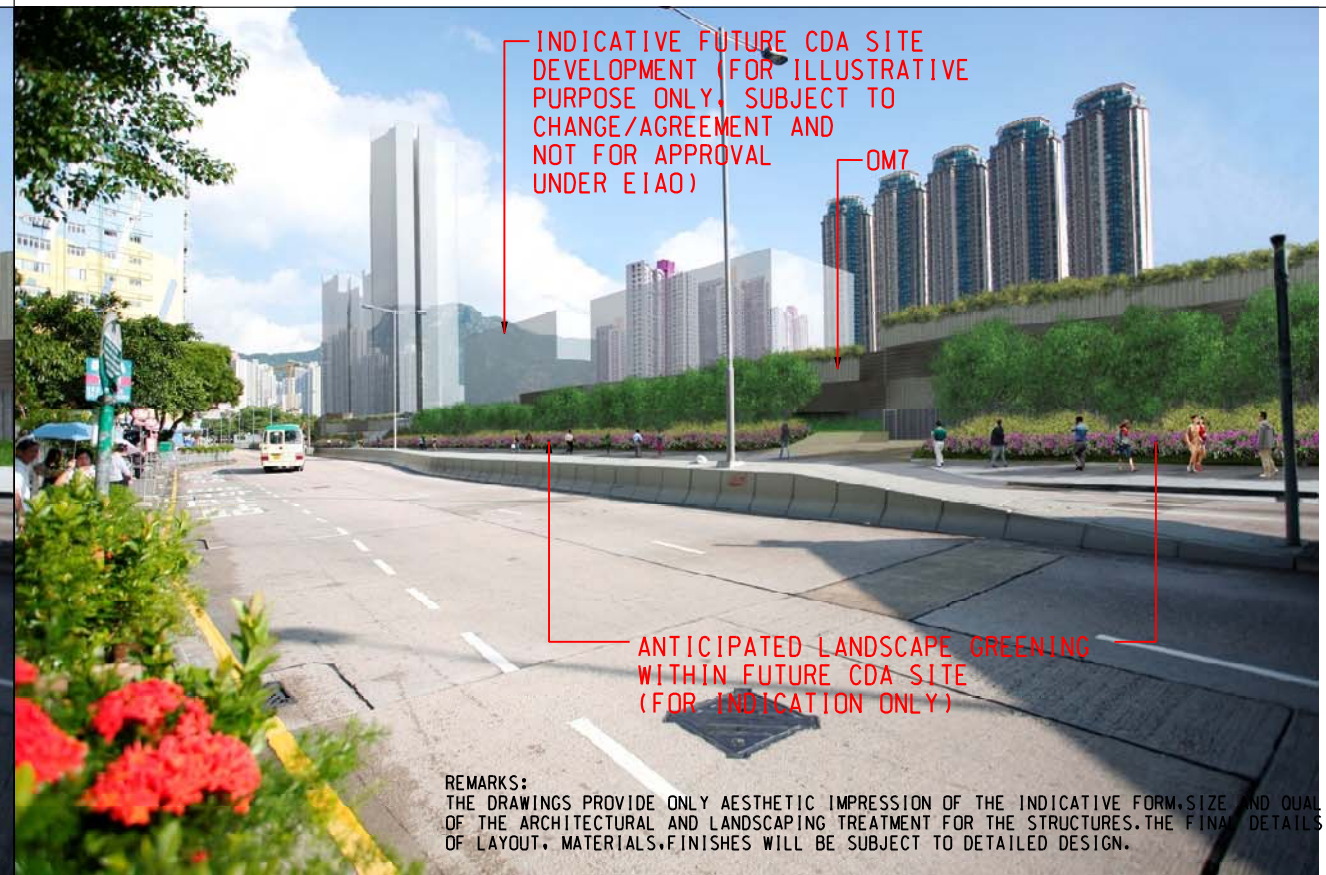 INDICATIVE FUTURE CDA SITE
DEVELOPMENT (FOR ILLUSTRATIVE
PURPOSE ONLY, SUBJECT TO
CHANGE/AGREEMENT AND
NOT FOR APPROVAL
UNDER EIAO)
OM7
ANTICIPATED LANDSCAPE GREENING
WITHIN FUTURE CDA SITE
(FOR INDICATION ONLY)
REMARKS:
THE DRAWINGS PROVIDE ONLY AESTHETIC IMPRESSION OF THE INDICATIVE FORM,SIZE AND QUAL
OF THE ARCHITECTURAL AND LANDSCAPING TREATMENT FOR THE STRUCTURES.THE FINAL DETAILS
OF LAYOUT, MATERIALS,FINISHES WILL BE SUBJECT TO DETAILED DESIGN.